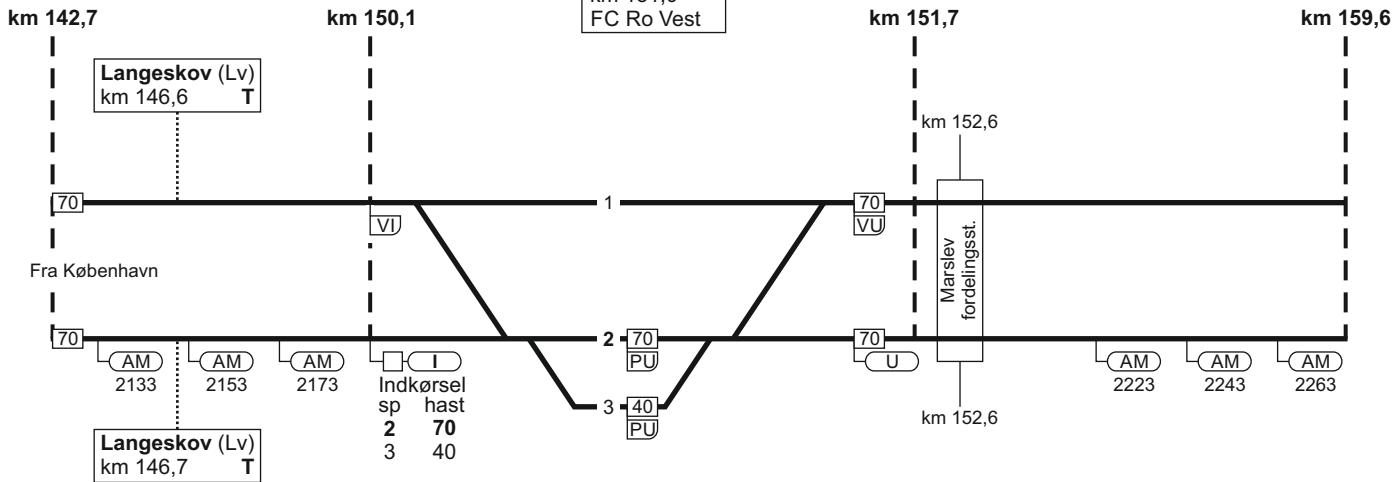 FC Ro Vest
km 142,7
km 150,1
km 151,7
km 159,6
Langeskov (Lv)
km 146,6 T
km 152,6
70
1
70
VI
VU
Fra København
Marslev
fordelingsst.
70
2
70
70
AM
AM
AM
I
PU
U
AM
AM
AM
2133
2153
2173
2223
2243
2263
Indkørsel
sp hast
2 70
3 40
3
40
PU
km 152,6
Langeskov (Lv)
km 146,7 T